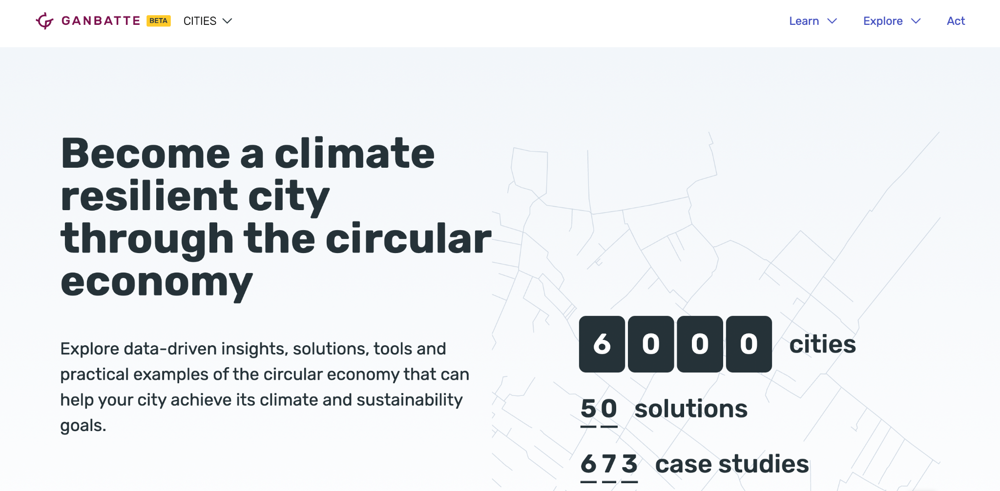 GANBATTE BETA CITIES Learn Explore Act
Become a climate
resilient city
through the circular
economy
Explore data-driven insights, solutions, tools and
practical examples of the circular economy that can
help your city achieve its climate and sustainability
goals.
6000 cities
50 solutions
673 case studies